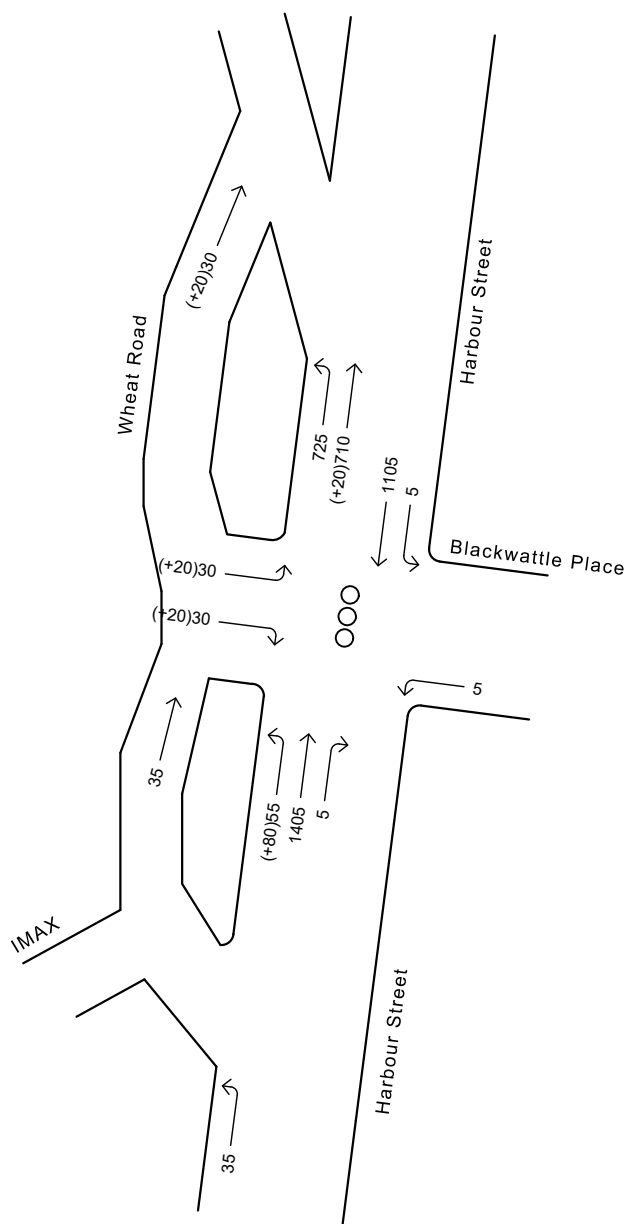 Harbour Street
(+20)30
Wheat Road
725
(+20)710
1105
5
Blackwattle Place
(+20)30
(+20)30
5
35
(+80)55
1405
5
IMAX
Harbour Street
35